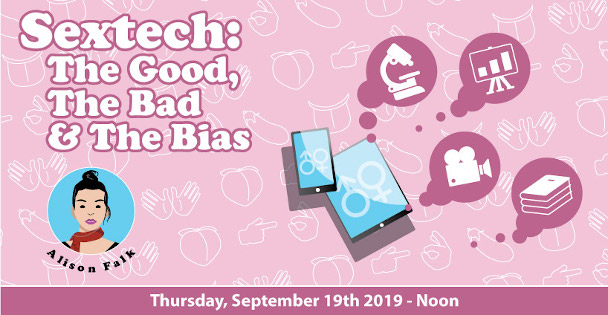 Sextech:
The Good,
The Bad
& The Bias
Alison Falk
Thursday, September 19th 2019 - Noon